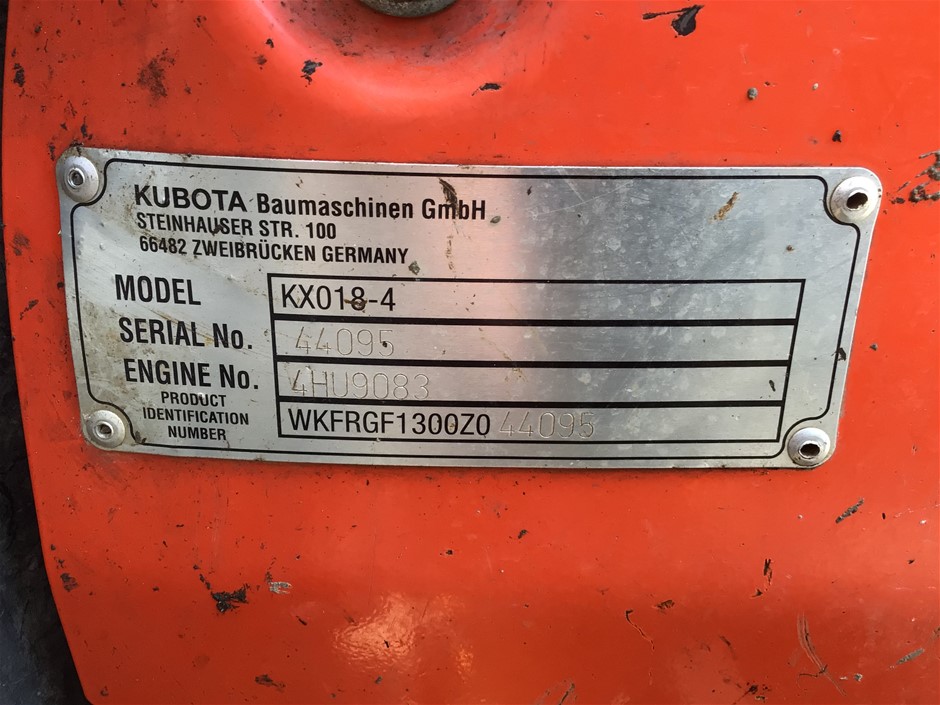 KUBOTA Baumaschinen GmbH
STEINHAUSER STR. 100
66482 ZWEIBRÜCKEN GERMANY
MODEL KX018-4
SERIAL No. 44095
ENGINE No. 4HU9083
PRODUCT
IDENTIFICATION
NUMBER WKFRGF1300Z0 44095